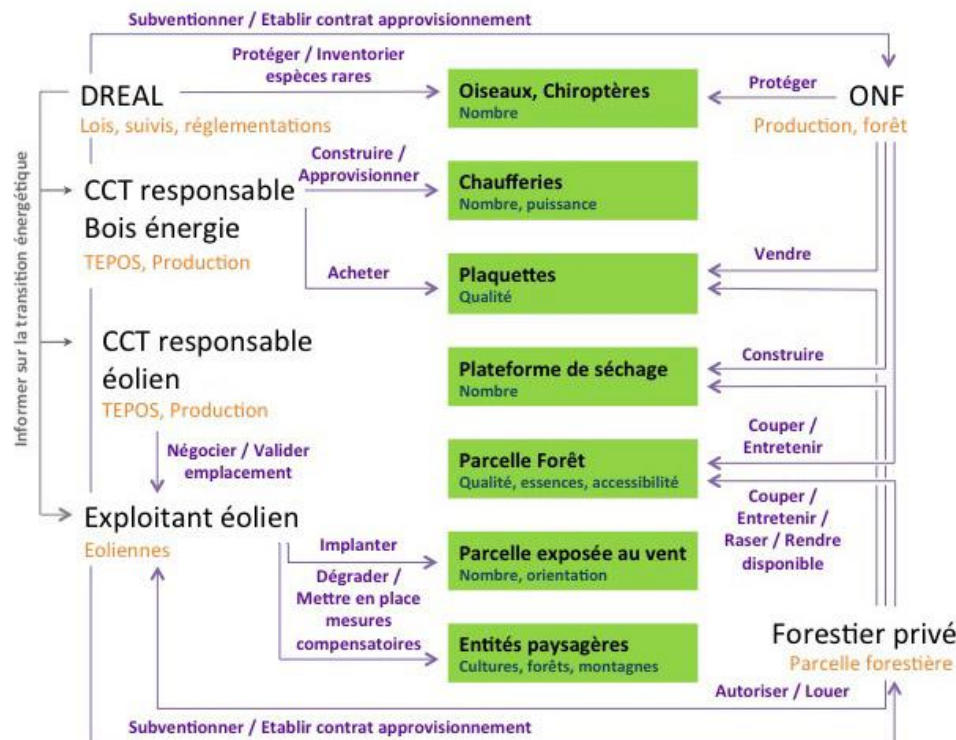 Subventionner / Etablir contrat approvisionnement
Protéger / Inventorier
espèces rares
DREAL
Lois, suivis, réglementations
Oiseaux, Chiroptères
Nombre
Protéger
ONF
Production, forêt
Informer sur la transition énergétique
Construire /
Approvisionner
CCT responsable
Bois énergie
TEPOS, Production
Chaufferies
Nombre, puissance
Acheter
Plaquettes
Qualité
Vendre
CCT responsable
éolien
TEPOS, Production
Plateforme de séchage
Nombre
Construire
Négocier / Valider
emplacement
Parcelle Forêt
Qualité, essences, accessibilité
Couper /
Entretenir
Couper /
Entretenir /
Raser / Rendre
disponible
Exploitant éolien
Eoliennes
Implanter
Parcelle exposée au vent
Nombre, orientation
Dégrader /
Mettre en place
mesures
compensatoires
Entités paysagères
Cultures, forêts, montagnes
Forestier privé
Parcelle forestière
Autoriser / Louer
Subventionner / Etablir contrat approvisionnement